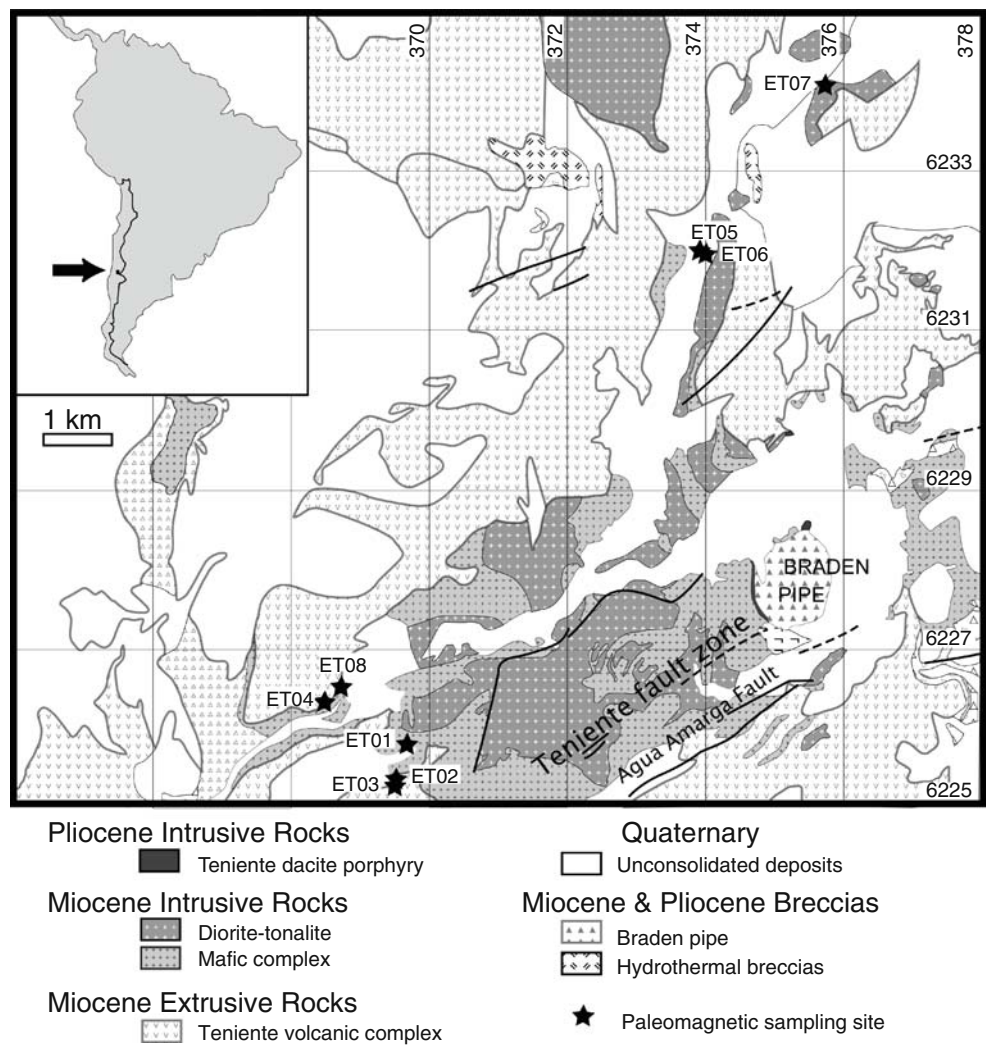 370
372
374
376
378
ET07
6233
ET05
ET06
6231
1 km
6229
BRADEN
PIPE
6227
ET08
ET04
Teniente fault zone
Agua Amarga Fault
ET01
ET02
ET03
6225
Pliocene Intrusive Rocks
Teniente dacite porphyry
Miocene Intrusive Rocks
Diorite-tonalite
Mafic complex
Miocene Extrusive Rocks
Teniente volcanic complex
Quaternary
Unconsolidated deposits
Miocene & Pliocene Breccias
Braden pipe
Hydrothermal breccias
Paleomagnetic sampling site